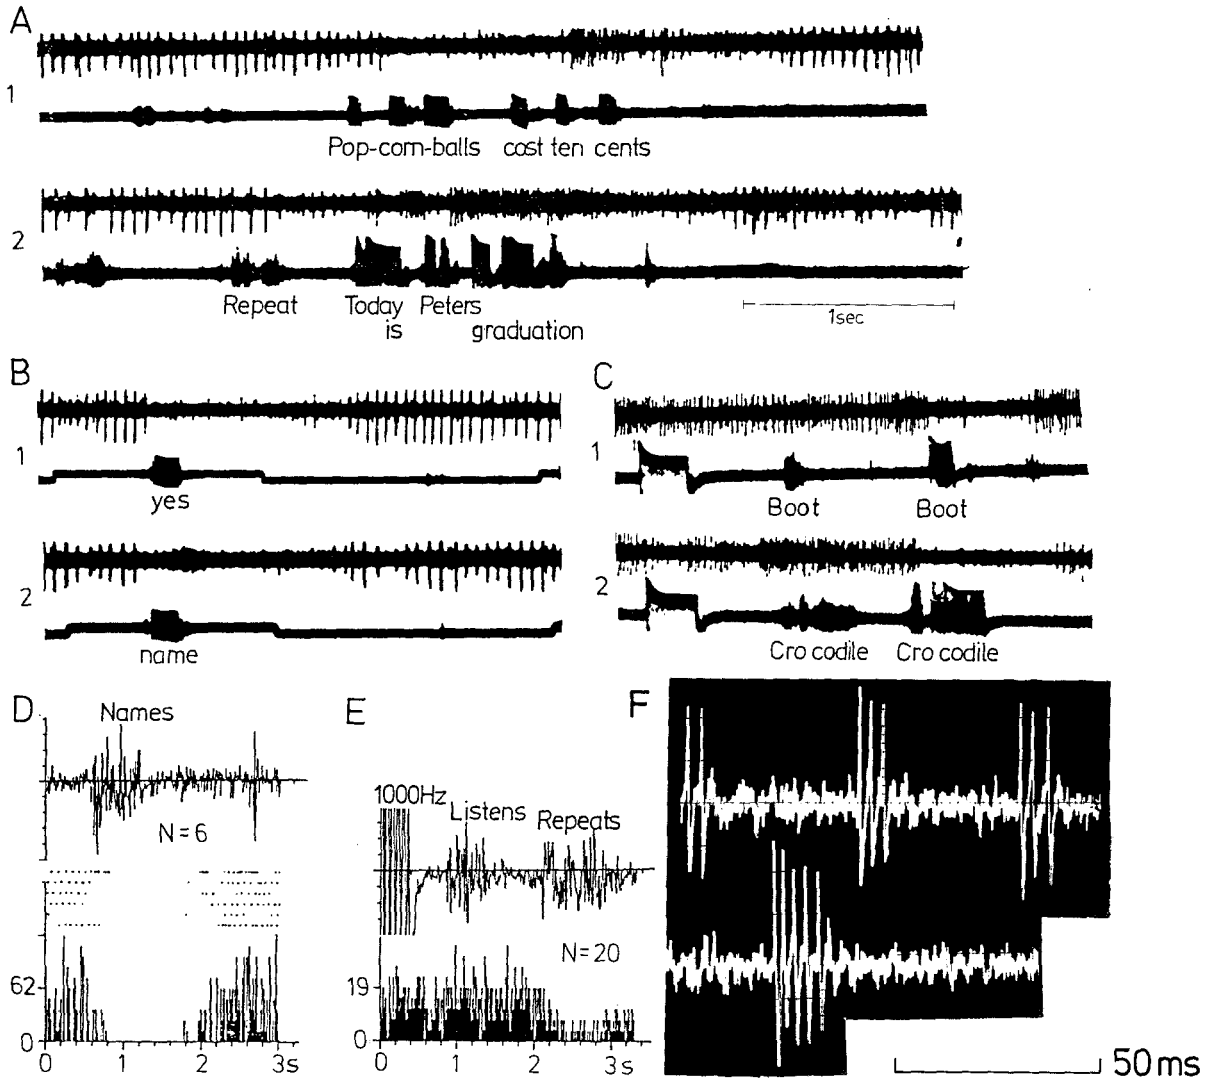 A
1
Pop-corn-balls cost ten cents
2
Repeat Today Peters
is graduation
1sec
B
1
yes
2
name
C
1
Boot Boot
2
Cro codile Cro codile
D
Names
N=6
62
0
0 1 2 3s
E
1000Hz
Listens
Repeats
N=20
19
0
0 1 2 3s
F
50ms